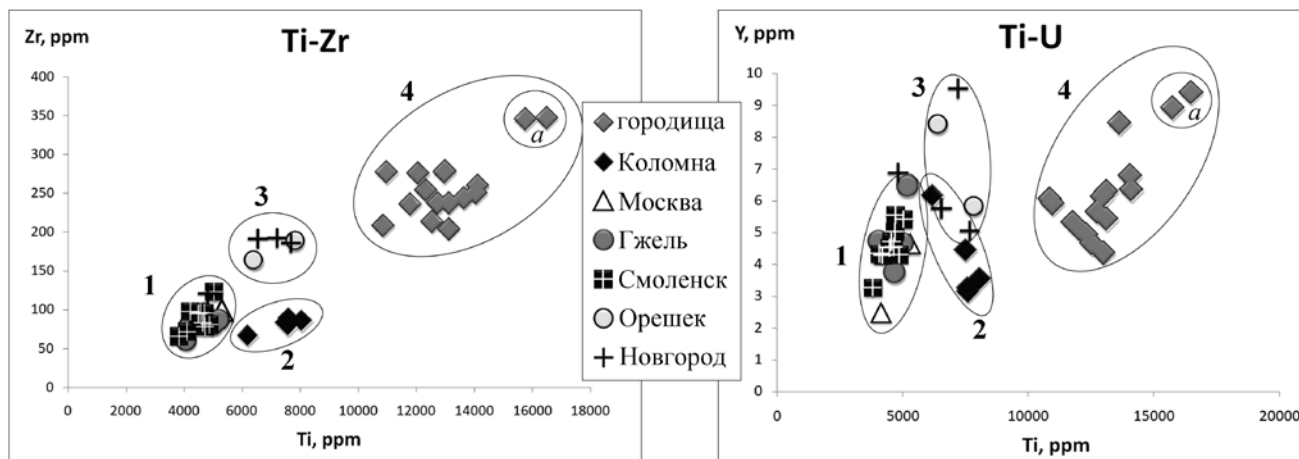 Zr, ppm
Ti-Zr
400
350
300
250
200
150
100
50
0
0 2000 4000 6000 8000 10000 12000 14000 16000 18000
Ti, ppm
1
2
3
4
a
городища
Коломна
Москва
Гжель
Смоленск
Орешек
Новгород
Y, ppm
Ti-U
10
9
8
7
6
5
4
3
2
1
0
0 5000 10000 15000 20000
Ti, ppm
1
2
3
4
a